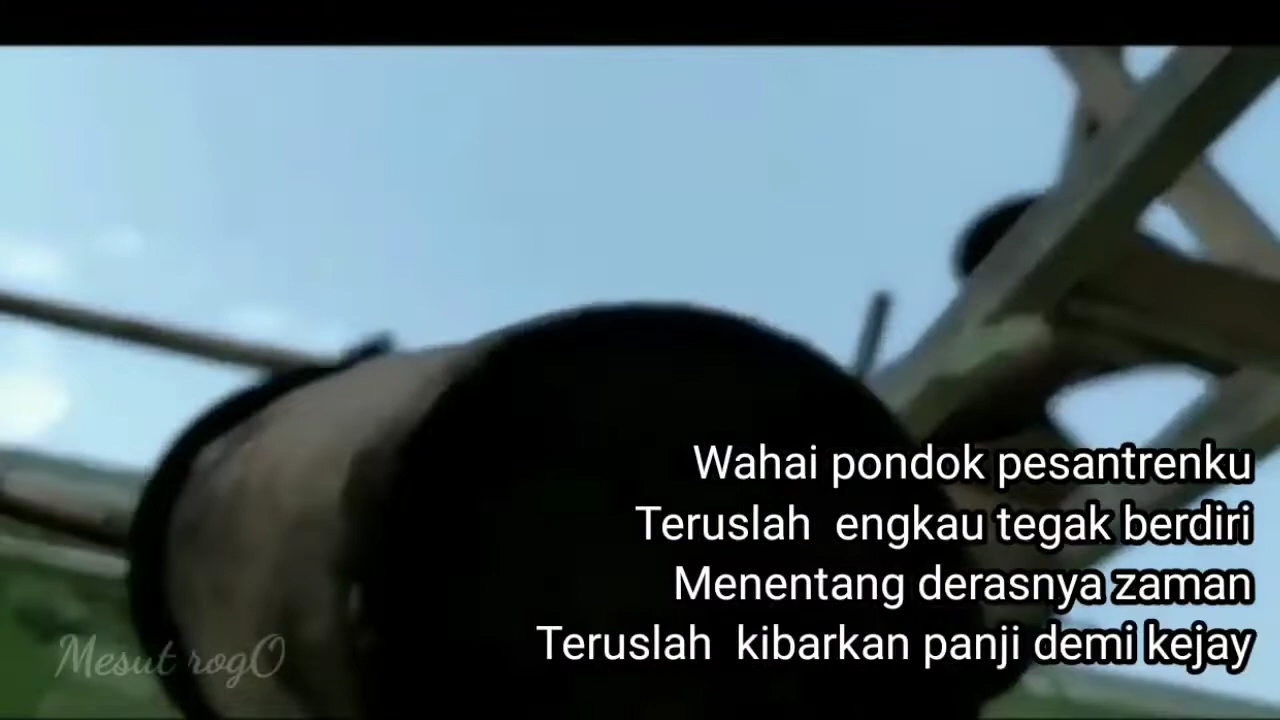 Wahai pondok pesantrenku
Teruslah engkau tegak berdiri
Menentang derasnya zaman
Teruslah kibarkan panji demi kejay
Mesut rogO